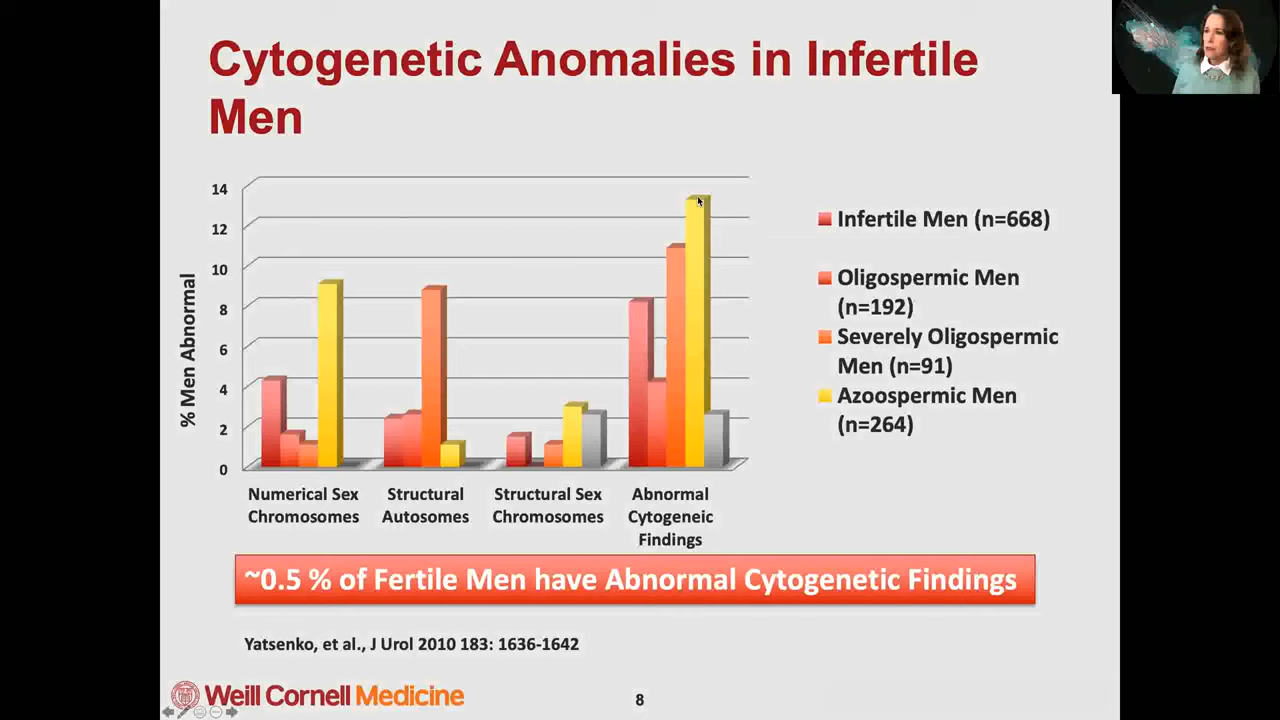 Cytogenetic Anomalies in Infertile
Men
14
12
10
8
6
4
2
0
% Men Abnormal
Numerical Sex
Chromosomes
Structural
Autosomes
Structural Sex
Chromosomes
Abnormal
Cytogeneic
Findings
Infertile Men (n=668)
Oligospermic Men
(n=192)
Severely Oligospermic
Men (n=91)
Azoospermic Men
(n=264)
~0.5 % of Fertile Men have Abnormal Cytogenetic Findings
Yatsenko, et al., J Urol 2010 183: 1636-1642
Weill Cornell Medicine
8